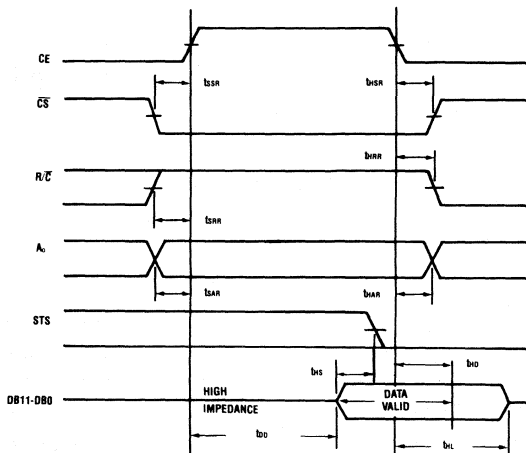 CE
tSSR
tHSR
CS
tHRR
R/C
tSRR
A0
tSAR
tHAR
STS
tHS
tHD
DB11-DB0
HIGH
IMPEDANCE
DATA
VALID
tDD
tHL